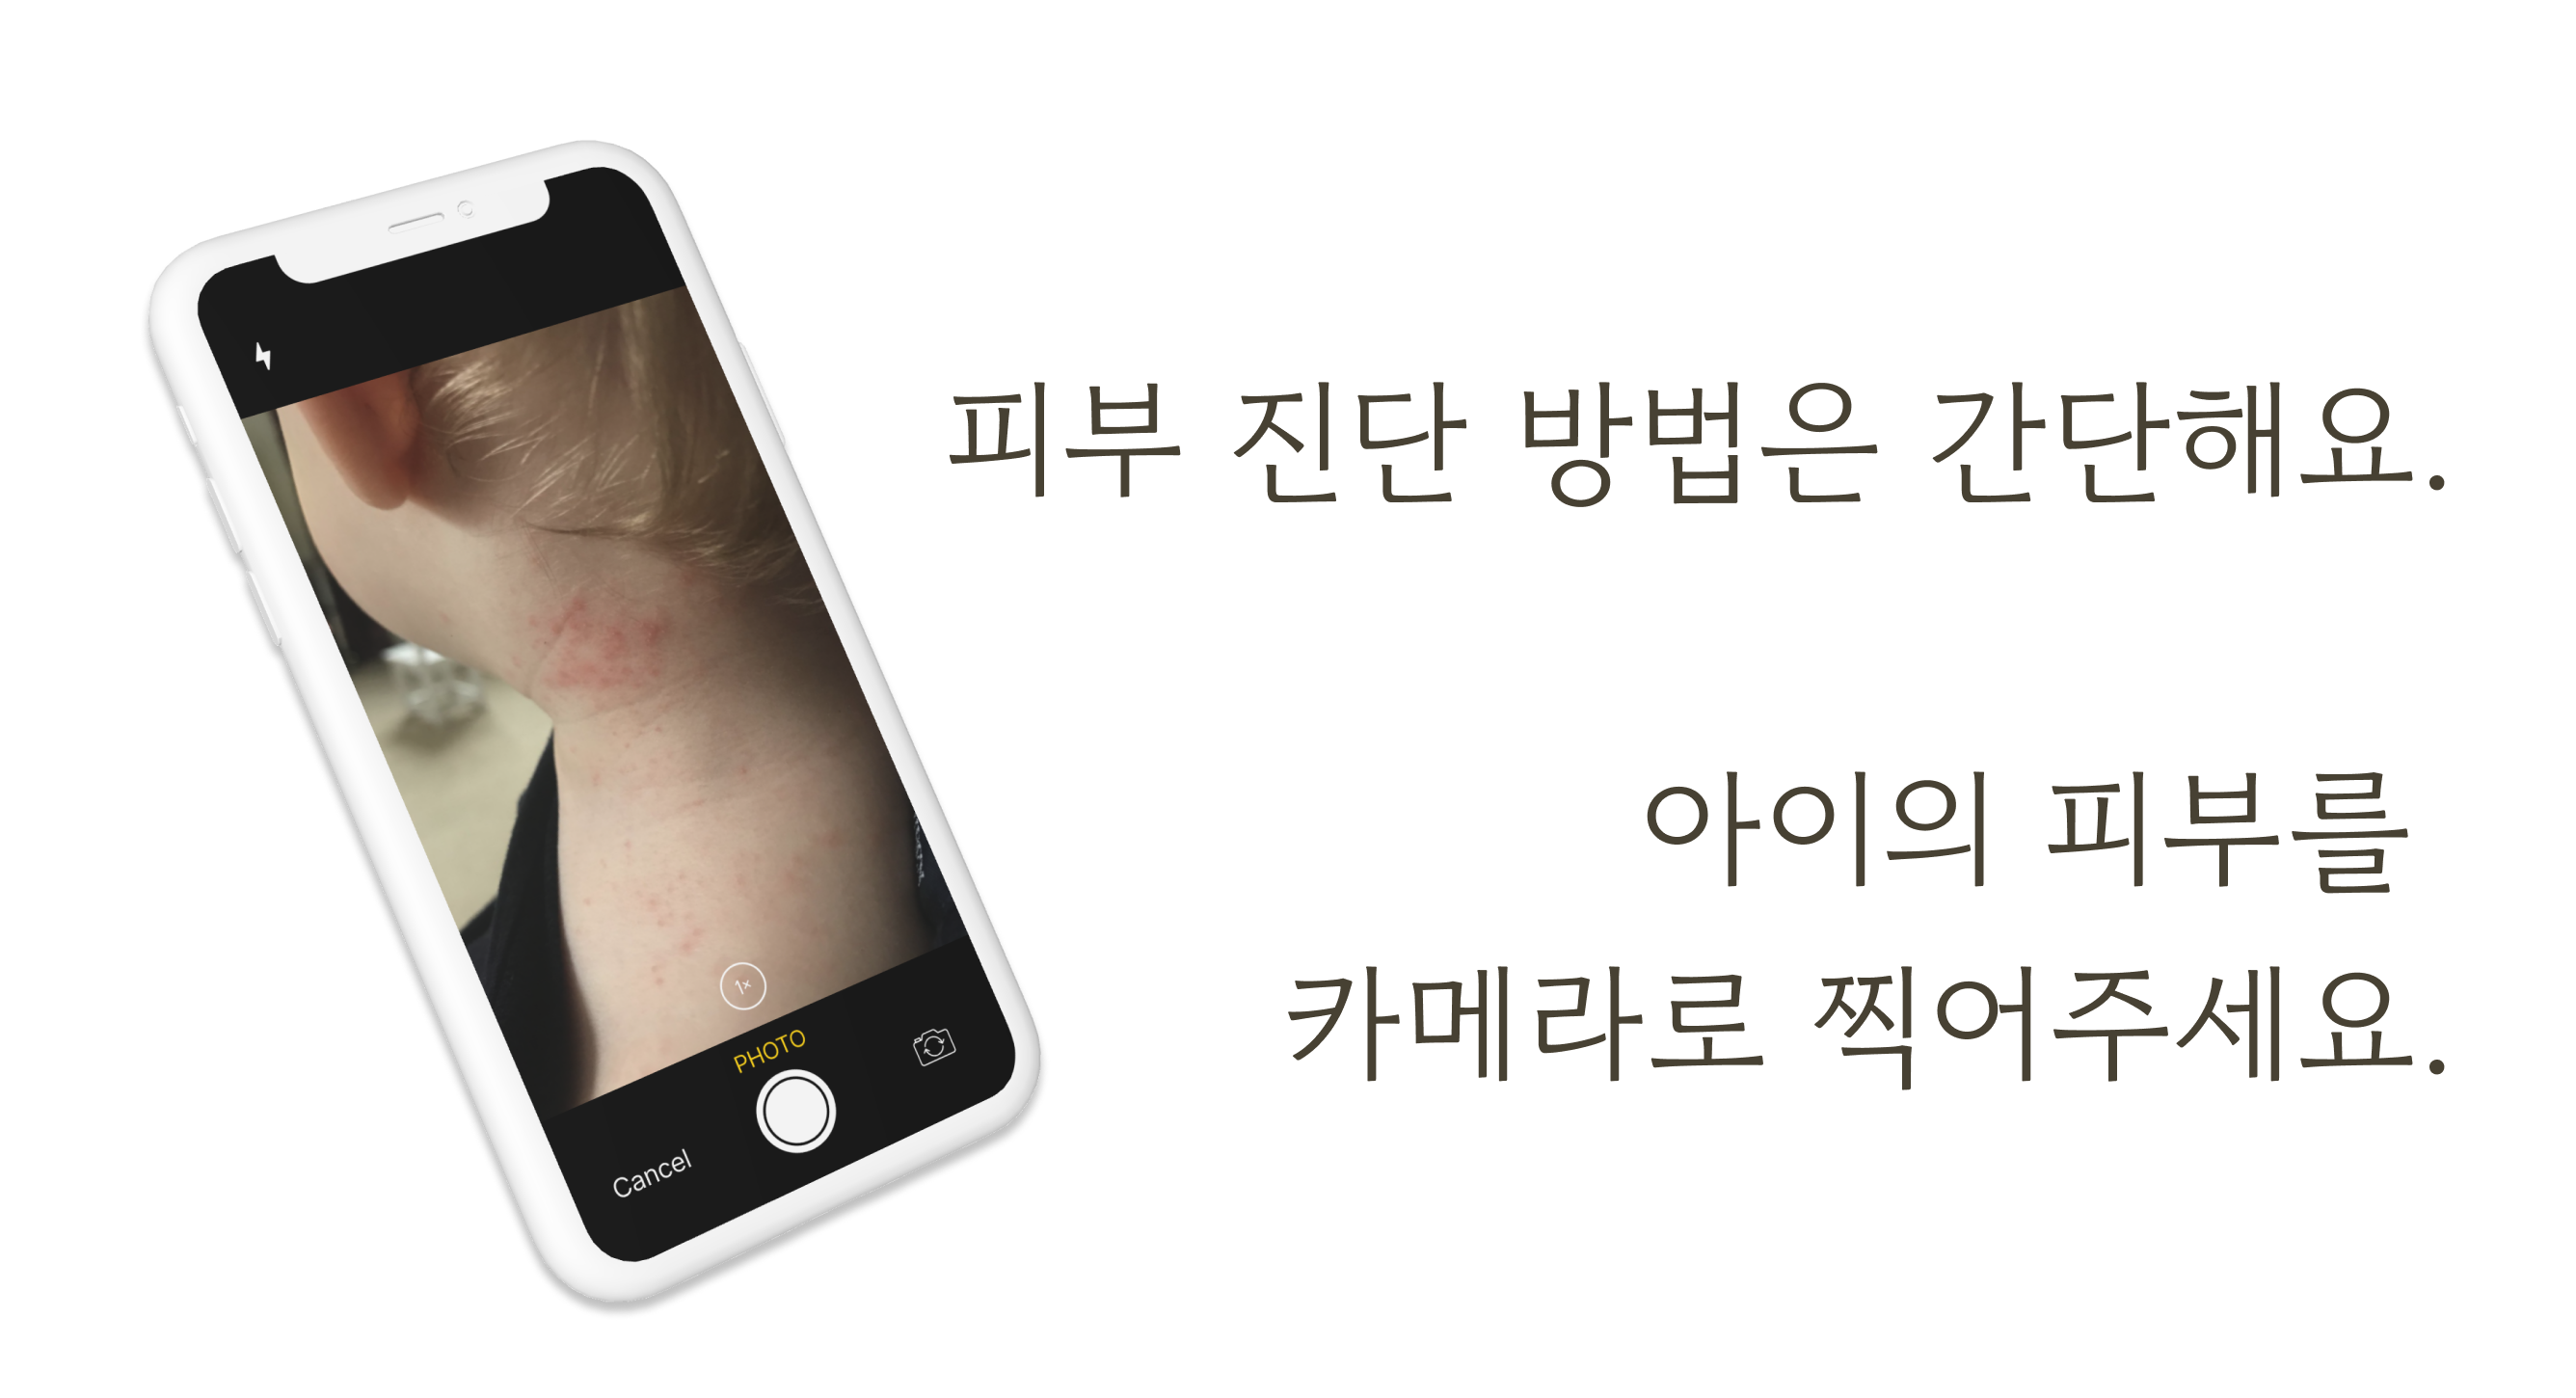 피부 진단 방법은 간단해요.
아이의 피부를
카메라로 찍어주세요.
1×
PHOTO
Cancel